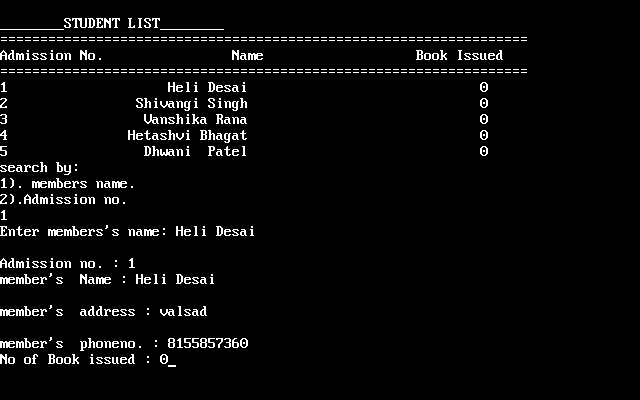 ________STUDENT LIST________
==================================================================
Admission No.                Name                   Book Issued
==================================================================
1                    Heli Desai                             0
2                Shivangi Singh                             0
3                 Vanshika Rana                             0
4               Hetashvi Bhagat                             0
5                 Dhwani  Patel                             0
search by:
1). members name.
2).Admission no.
1
Enter members's name: Heli Desai
Admission no. : 1
member's  Name : Heli Desai
member's  address : valsad
member's  phoneno. : 8155857360
No of Book issued : 0_